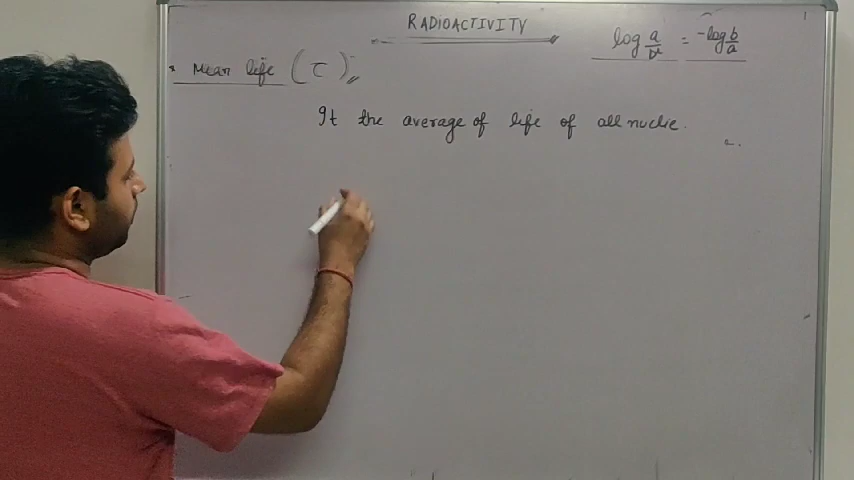 RADIOACTIVITY
log a/b = -log b/a
* Mean life (τ)
It the average of life of all nuclie.